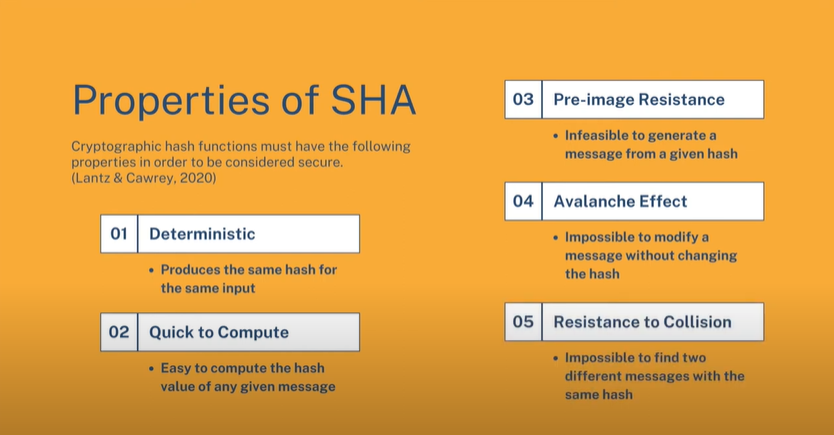 Properties of SHA
Cryptographic hash functions must have the following
properties in order to be considered secure.
(Lantz & Cawrey, 2020)
01 Deterministic
• Produces the same hash for
the same input
02 Quick to Compute
• Easy to compute the hash
value of any given message
03 Pre-image Resistance
• Infeasible to generate a
message from a given hash
04 Avalanche Effect
• Impossible to modify a
message without changing
the hash
05 Resistance to Collision
• Impossible to find two
different messages with the
same hash